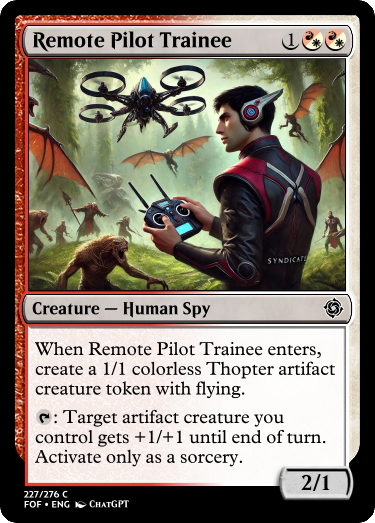 Remote Pilot Trainee 1
SYNDICATE
Creature — Human Spy
When Remote Pilot Trainee enters,
create a 1/1 colorless Thopter artifact
creature token with flying.
: Target artifact creature you
control gets +1/+1 until end of turn.
Activate only as a sorcery.
2/1
227/276 C
FOF • ENG ChatGPT